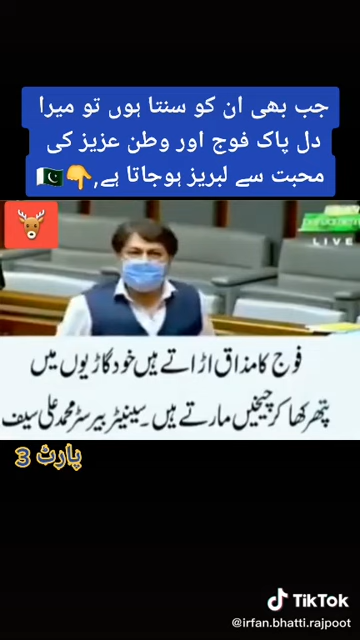 جب بھی ان کو سنتا ہوں تو میرا
دل پاک فوج اور وطن عزیز کی
محبت سے لبریز ہوجاتا ہے,👇🇵🇰
LIVE
فوج کا مذاق اڑاتے ہیں خود گاڑیوں میں
پتھر کھا کر چیخیں مارتے ہیں۔سینیٹر بیرسٹر محمد علی سیف
پارٹ 3
TikTok
@irfan.bhatti.rajpoot